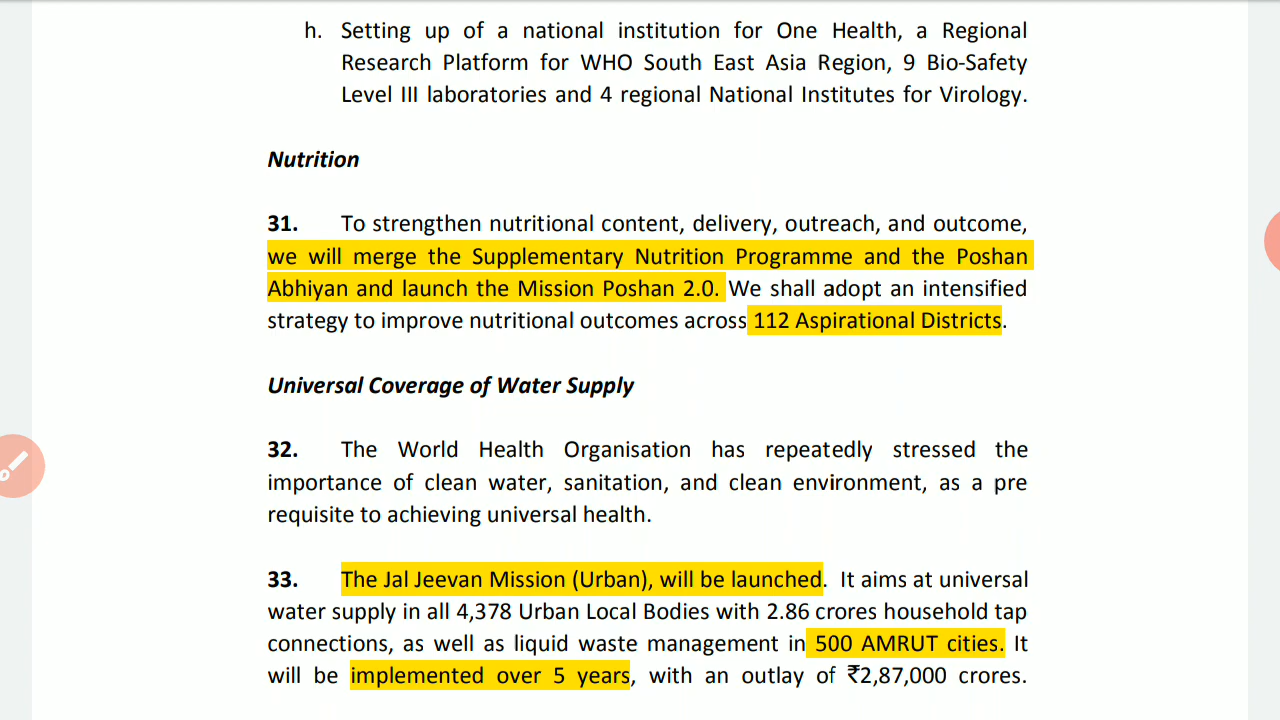 h. Setting up of a national institution for One Health, a Regional
Research Platform for WHO South East Asia Region, 9 Bio-Safety
Level III laboratories and 4 regional National Institutes for Virology.
Nutrition
31. To strengthen nutritional content, delivery, outreach, and outcome,
we will merge the Supplementary Nutrition Programme and the Poshan
Abhiyan and launch the Mission Poshan 2.0. We shall adopt an intensified
strategy to improve nutritional outcomes across 112 Aspirational Districts.
Universal Coverage of Water Supply
32. The World Health Organisation has repeatedly stressed the
importance of clean water, sanitation, and clean environment, as a pre
requisite to achieving universal health.
33. The Jal Jeevan Mission (Urban), will be launched. It aims at universal
water supply in all 4,378 Urban Local Bodies with 2.86 crores household tap
connections, as well as liquid waste management in 500 AMRUT cities. It
will be implemented over 5 years, with an outlay of ₹2,87,000 crores.